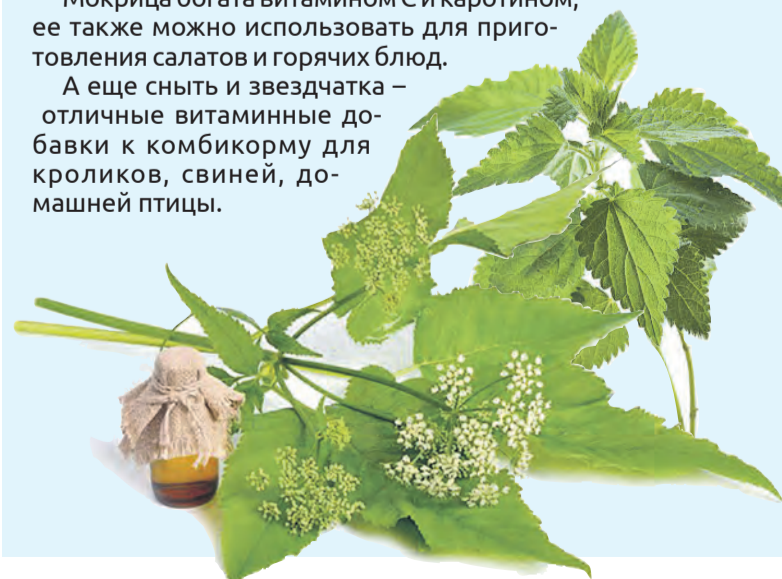 Мокрица богата витамином С и каротином,
ее также можно использовать для приго-
товления салатов и горячих блюд.
А еще сныть и звездчатка –
отличные витаминные до-
бавки к комбикорму для
кроликов, свиней, до-
машней птицы.